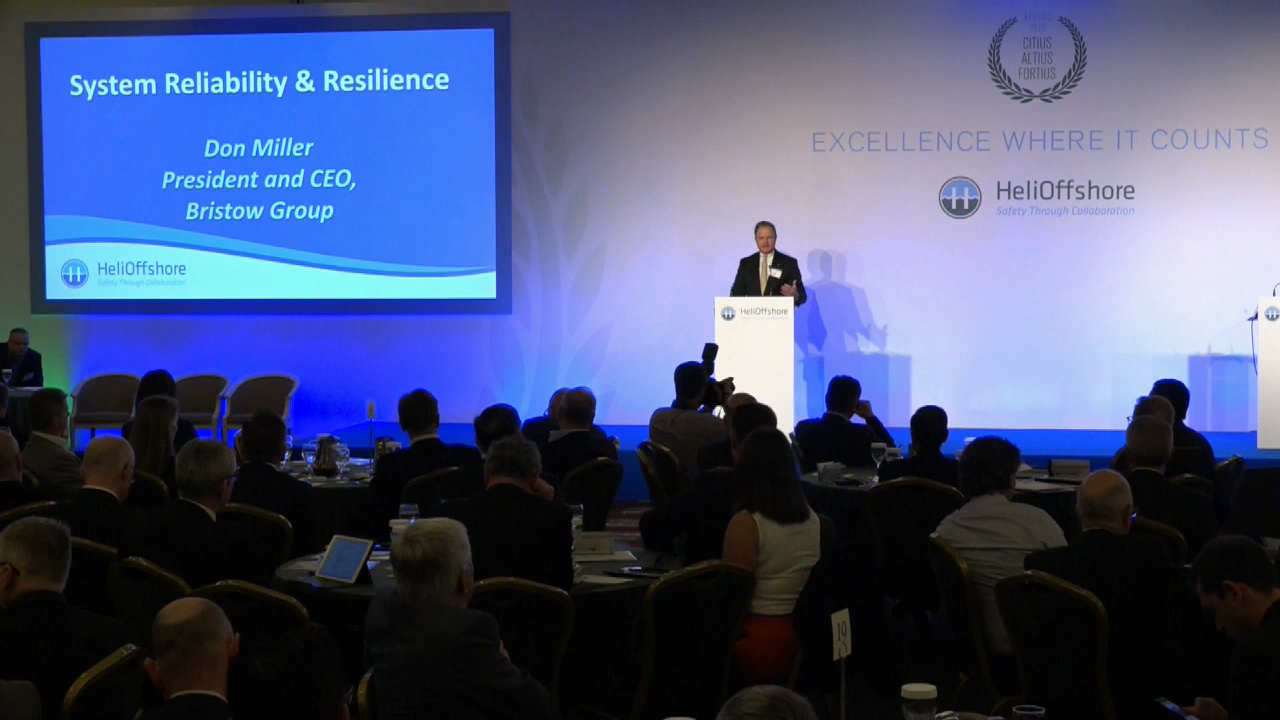 System Reliability & Resilience
Don Miller
President and CEO,
Bristow Group
HeliOffshore
Safety Through Collaboration
ATHENS
CITIUS
ALTIUS
FORTIUS
EXCELLENCE WHERE IT COUNTS
HeliOffshore
Safety Through Collaboration
HeliOffshore
19